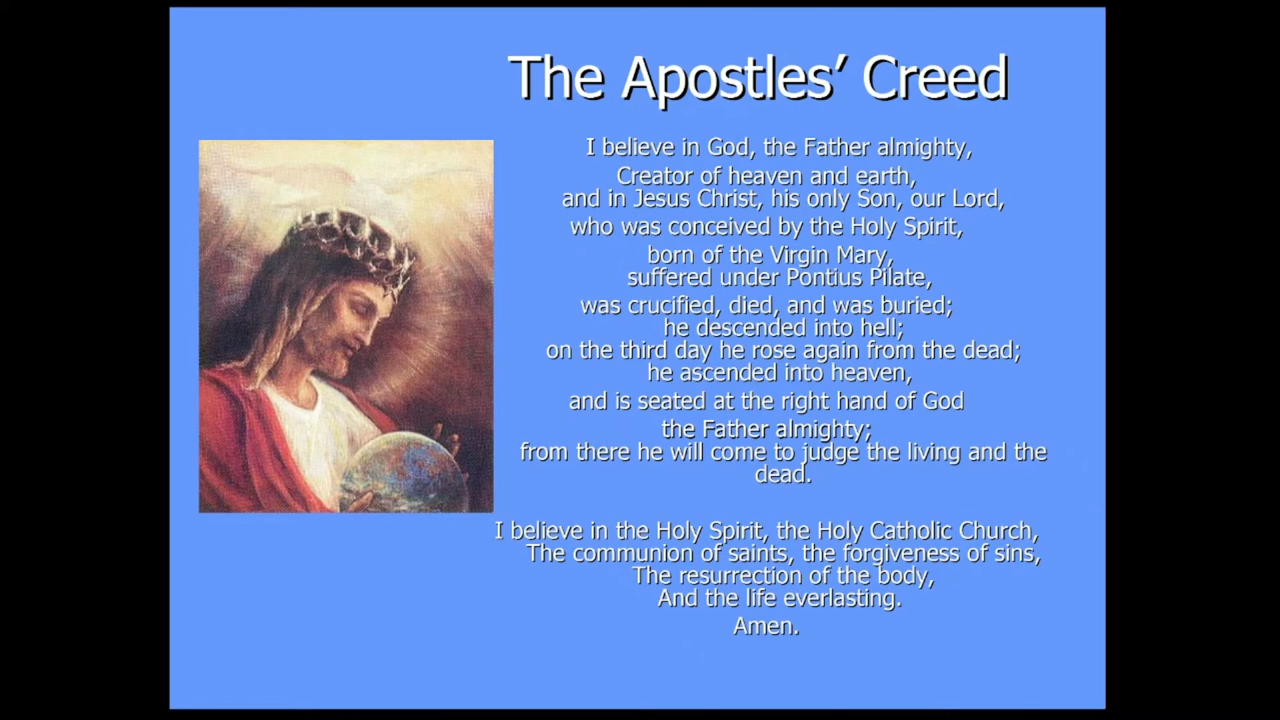 The Apostles’ Creed
I believe in God, the Father almighty,
Creator of heaven and earth,
and in Jesus Christ, his only Son, our Lord,
who was conceived by the Holy Spirit,
born of the Virgin Mary,
suffered under Pontius Pilate,
was crucified, died, and was buried;
he descended into hell;
on the third day he rose again from the dead;
he ascended into heaven,
and is seated at the right hand of God
the Father almighty;
from there he will come to judge the living and the
dead.
I believe in the Holy Spirit, the Holy Catholic Church,
The communion of saints, the forgiveness of sins,
The resurrection of the body,
And the life everlasting.
Amen.